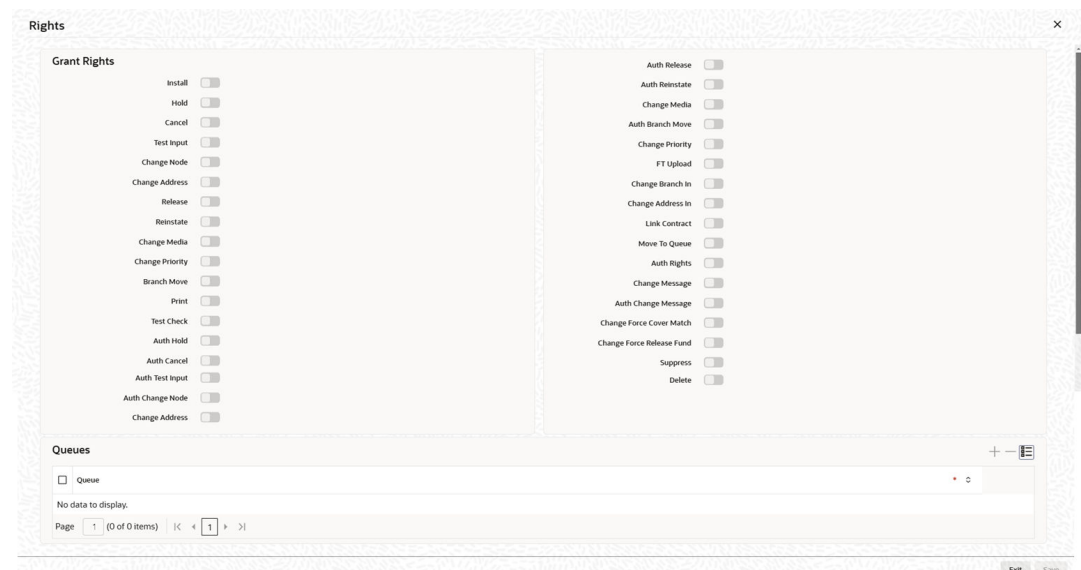 Rights
Grant Rights
Install
Hold
Cancel
Test Input
Change Node
Change Address
Release
Reinstate
Change Media
Change Priority
Branch Move
Print
Test Check
Auth Hold
Auth Cancel
Auth Test Input
Auth Change Node
Change Address
Auth Release
Auth Reinstate
Change Media
Auth Branch Move
Change Priority
FT Upload
Change Branch In
Change Address In
Link Contract
Move To Queue
Auth Rights
Change Message
Auth Change Message
Change Force Cover Match
Change Force Release Fund
Suppress
Delete
Queues
Queue *
No data to display.
Page 1 (0 of 0 items) 1
Exit Save